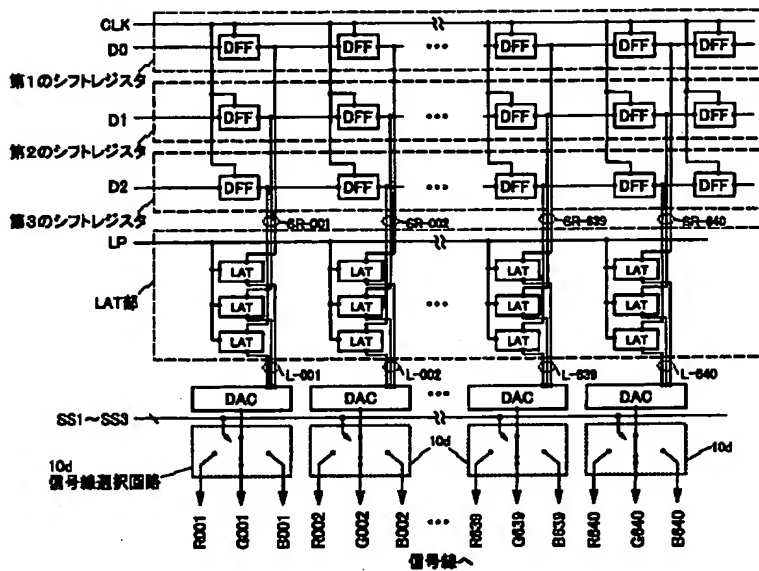 CLK
D0 DFF DFF ... DFF DFF DFF
第1のシフトレジスタ
D1 DFF DFF ... DFF DFF DFF
第2のシフトレジスタ
D2 DFF DFF ... DFF DFF DFF
第3のシフトレジスタ
SR-001 SR-002 SR-639 SR-640
LP
LAT LAT LAT LAT
LAT部
LAT LAT ... LAT LAT
LAT LAT LAT LAT
L-001 L-002 L-639 L-640
DAC DAC ... DAC DAC
SS1~SS3
10d
信号線選択回路
10d
10d
R001 G001 B001 R002 G002 B002 ... R639 G639 B639 R640 G640 B640
信号線へ